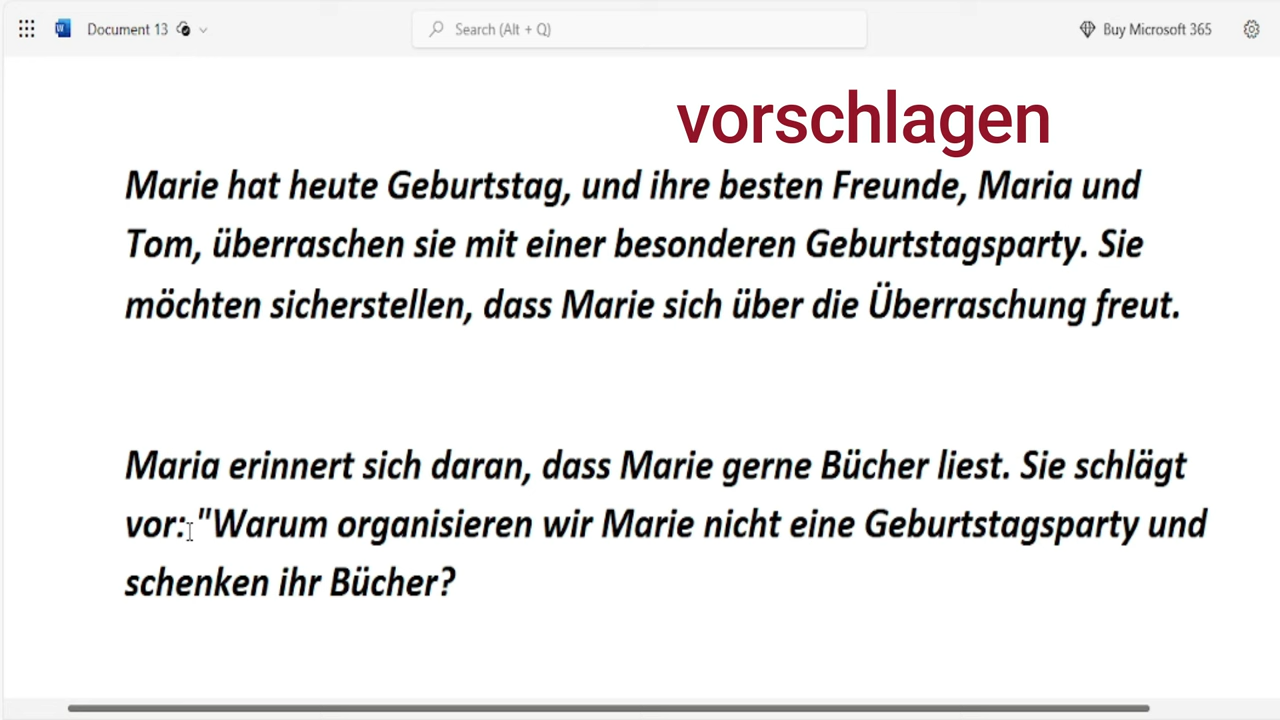 Document 13
Search (Alt + Q)
Buy Microsoft 365
vorschlagen
Marie hat heute Geburtstag, und ihre besten Freunde, Maria und
Tom, überraschen sie mit einer besonderen Geburtstagsparty. Sie
möchten sicherstellen, dass Marie sich über die Überraschung freut.
Maria erinnert sich daran, dass Marie gerne Bücher liest. Sie schlägt
vor: "Warum organisieren wir Marie nicht eine Geburtstagsparty und
schenken ihr Bücher?